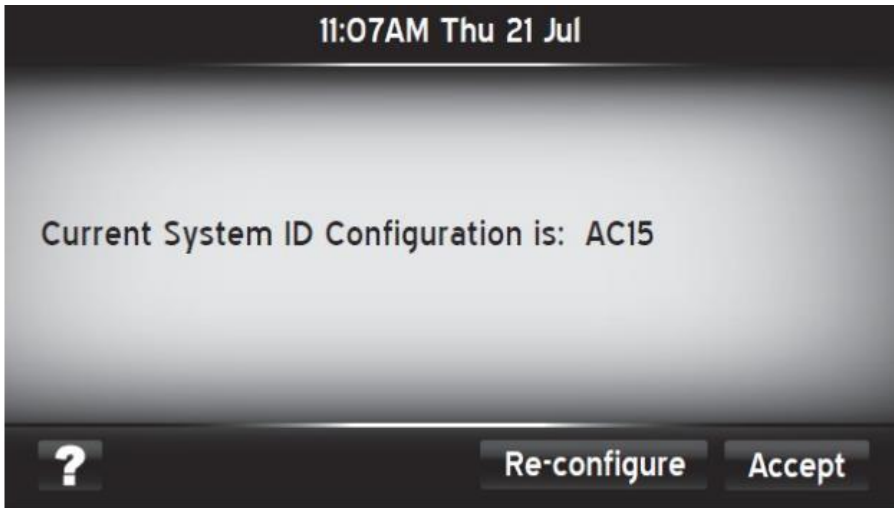 11:07AM Thu 21 Jul
Current System ID Configuration is: AC15
? Re-configure Accept